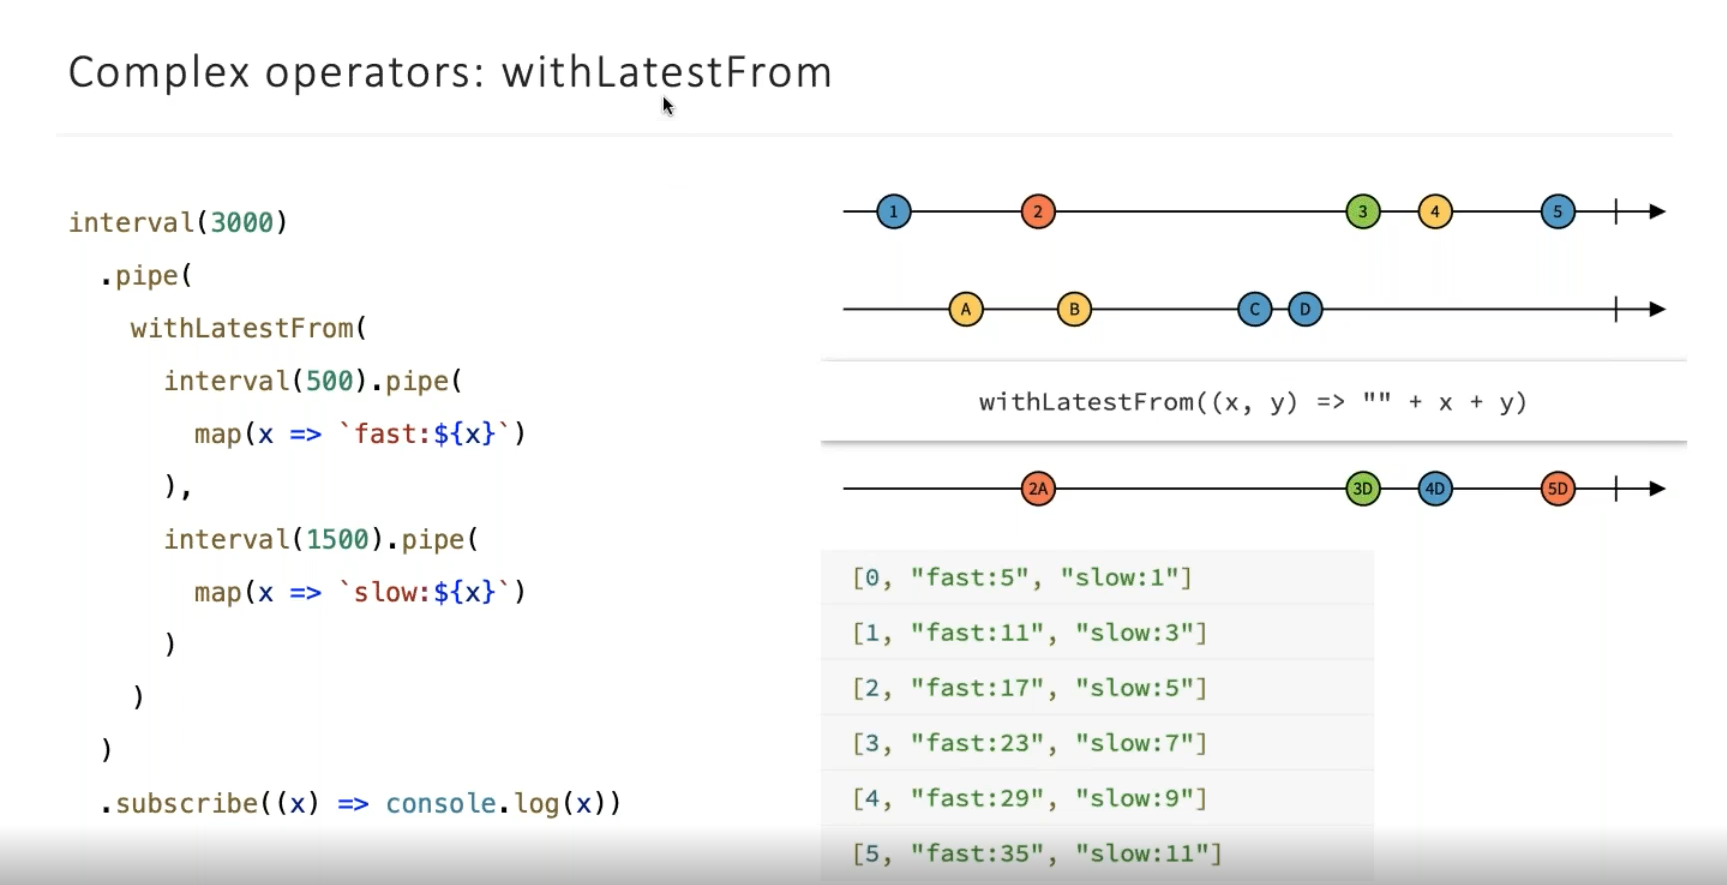 Complex operators: withLatestFrom
interval(3000)
.pipe(
withLatestFrom(
interval(500).pipe(
map(x => `fast:${x}`)
),
interval(1500).pipe(
map(x => `slow:${x}`)
)
)
)
.subscribe((x) => console.log(x))
1 2 3 4 5
A B C D
withLatestFrom((x, y) => "" + x + y)
2A 3D 4D 5D
[0, "fast:5", "slow:1"]
[1, "fast:11", "slow:3"]
[2, "fast:17", "slow:5"]
[3, "fast:23", "slow:7"]
[4, "fast:29", "slow:9"]
[5, "fast:35", "slow:11"]